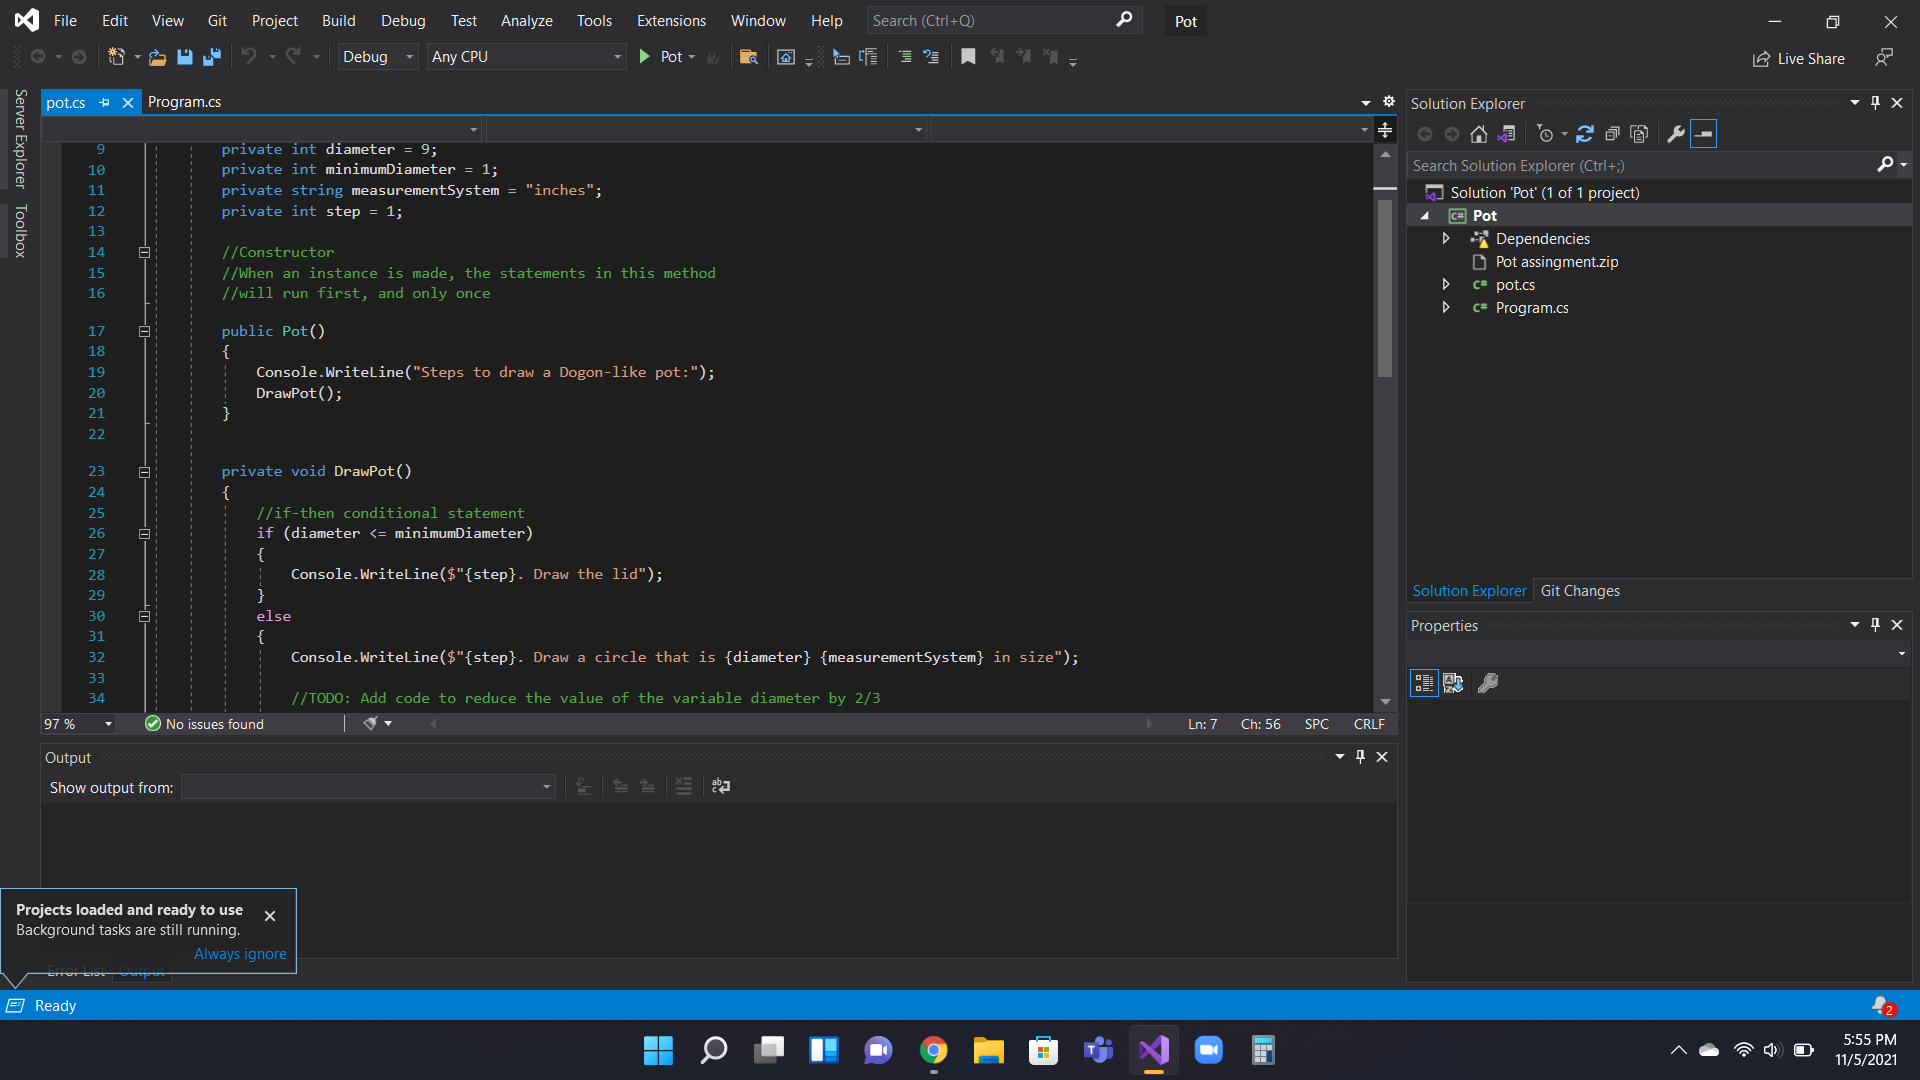 File Edit View Git Project Build Debug Test Analyze Tools Extensions Window Help Search (Ctrl+Q) Pot
Debug Any CPU Pot Live Share
Server Explorer
Toolbox
pot.cs Program.cs
9 private int diameter = 9;
10 private int minimumDiameter = 1;
11 private string measurementSystem = "inches";
12 private int step = 1;
13
14 //Constructor
15 //When an instance is made, the statements in this method
16 //will run first, and only once
17 public Pot()
18 {
19 Console.WriteLine("Steps to draw a Dogon-like pot:");
20 DrawPot();
21 }
22
23 private void DrawPot()
24 {
25 //if-then conditional statement
26 if (diameter <= minimumDiameter)
27 {
28 Console.WriteLine($"{step}. Draw the lid");
29 }
30 else
31 {
32 Console.WriteLine($"{step}. Draw a circle that is {diameter} {measurementSystem} in size");
33
34 //TODO: Add code to reduce the value of the variable diameter by 2/3
97 % No issues found Ln: 7 Ch: 56 SPC CRLF
Output
Show output from:
Projects loaded and ready to use
Background tasks are still running.
Always ignore
Error List Output
Solution Explorer
Search Solution Explorer (Ctrl+;)
Solution 'Pot' (1 of 1 project)
C# Pot
Dependencies
Pot assingment.zip
C# pot.cs
C# Program.cs
Solution Explorer Git Changes
Properties
Ready 2
5:55 PM
11/5/2021